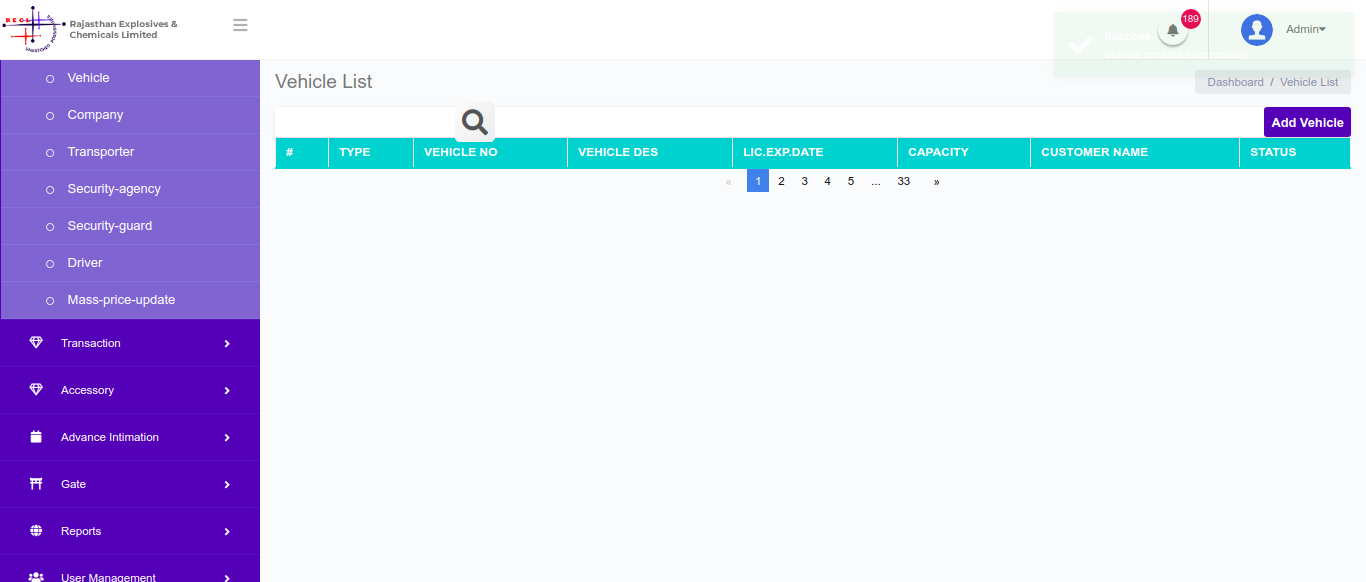 RECL
Rajasthan Explosives &
Chemicals Limited
Success
Vehicle created successfully
189
Admin
Vehicle
Company
Transporter
Security-agency
Security-guard
Driver
Mass-price-update
Transaction
Accessory
Advance Intimation
Gate
Reports
User Management
Vehicle List
Dashboard / Vehicle List
Add Vehicle
# TYPE VEHICLE NO VEHICLE DES LIC.EXP.DATE CAPACITY CUSTOMER NAME STATUS
« 1 2 3 4 5 ... 33 »